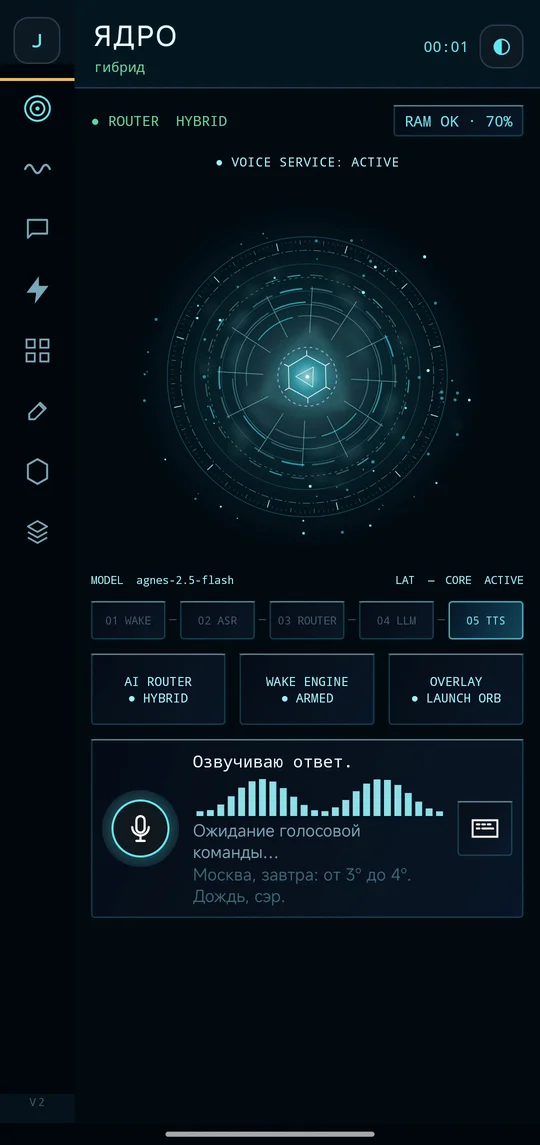 J
ЯДРО
гибрид
00:01
● ROUTER HYBRID
RAM OK · 70%
● VOICE SERVICE: ACTIVE
MODEL agnes-2.5-flash
LAT — CORE ACTIVE
01 WAKE
02 ASR
03 ROUTER
04 LLM
05 TTS
AI ROUTER
● HYBRID
WAKE ENGINE
● ARMED
OVERLAY
● LAUNCH ORB
Озвучиваю ответ.
Ожидание голосовой
команды...
Москва, завтра: от 3° до 4°.
Дождь, сэр.
V2